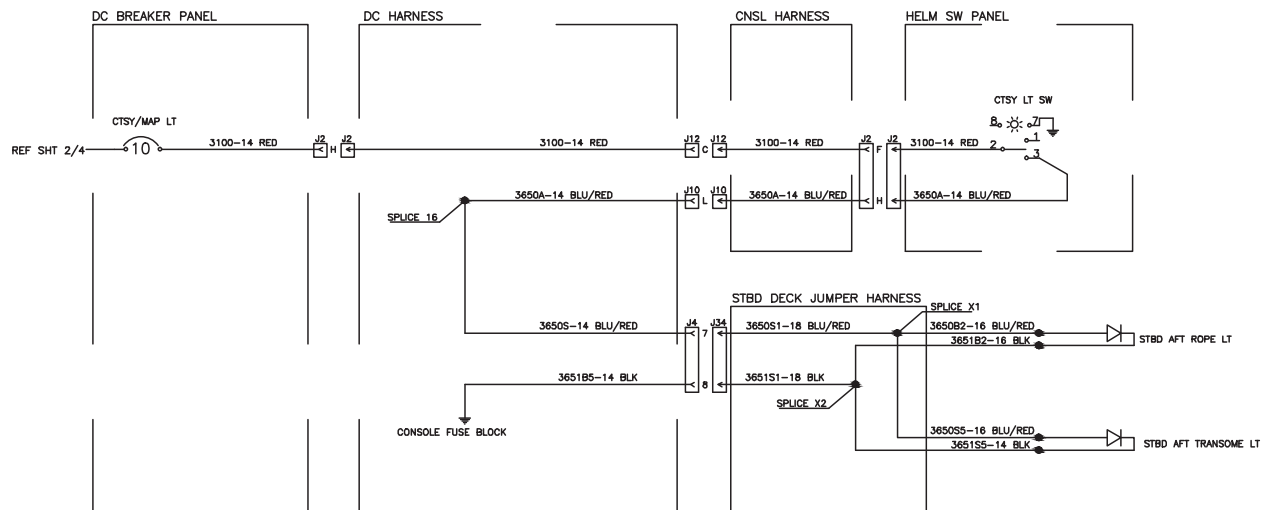 DC BREAKER PANEL
DC HARNESS
CNSL HARNESS
HELM SW PANEL
CTSY/MAP LT
CTSY LT SW
8 7
1
REF SHT 2/4
10
3100-14 RED
J2 H J2
3100-14 RED
J12 C J12
3100-14 RED
J2 F J2
3100-14 RED
2
3
SPLICE 16
3650A-14 BLU/RED
J10 L J10
3650A-14 BLU/RED
H
3650A-14 BLU/RED
STBD DECK JUMPER HARNESS
SPLICE X1
3650S-14 BLU/RED
J4 7 J34
3650S1-18 BLU/RED
3650B2-16 BLU/RED
3651B2-16 BLK
STBD AFT ROPE LT
3651B5-14 BLK
8
3651S1-18 BLK
SPLICE X2
CONSOLE FUSE BLOCK
3650S5-16 BLU/RED
3651S5-14 BLK
STBD AFT TRANSOME LT